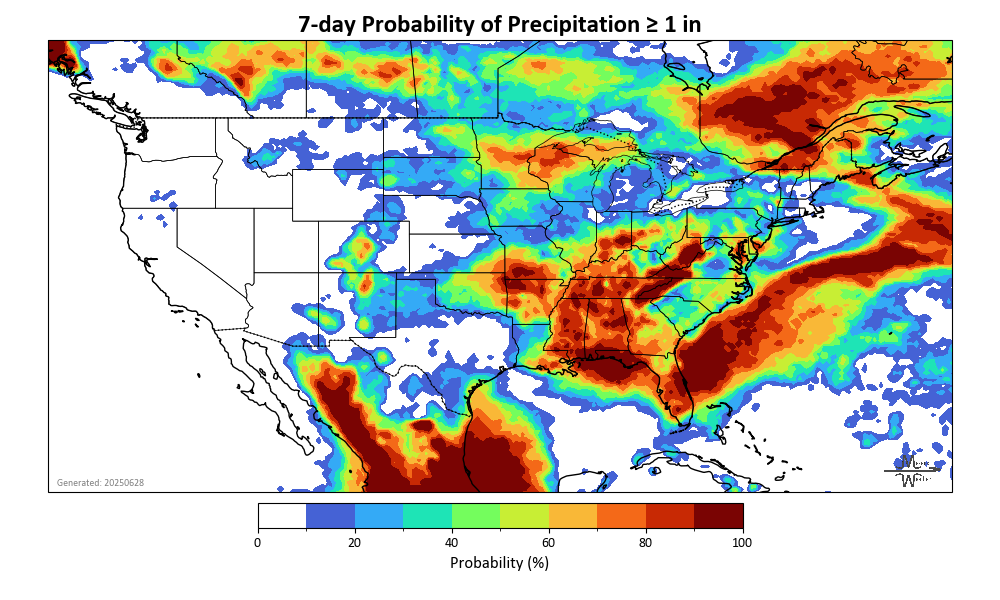 7-day Probability of Precipitation ≥ 1 in
Generated: 20250628
0 20 40 60 80 100
Probability (%)